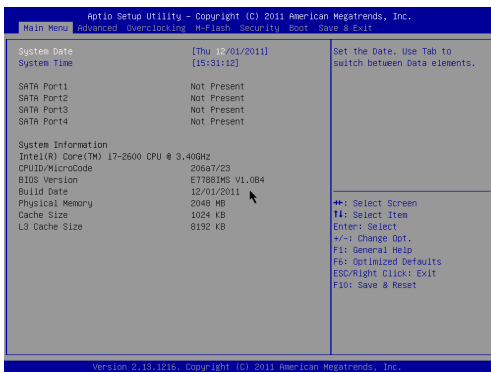 Aptio Setup Utility - Copyright (C) 2011 American Megatrends, Inc.
Main Menu Advanced Overclocking M-Flash Security Boot Save & Exit
System Date [Thu 12/01/2011]
System Time [15:31:12]
SATA Port1 Not Present
SATA Port2 Not Present
SATA Port3 Not Present
SATA Port4 Not Present
System Information
Intel(R) Core(TM) i7-2600 CPU @ 3.40GHz
CPUID/MicroCode 206a7/23
BIOS Version E7788IMS V1.0B4
Build Date 12/01/2011
Physical Memory 2048 MB
Cache Size 1024 KB
L3 Cache Size 8192 KB
Set the Date. Use Tab to
switch between Data elements.
→←: Select Screen
↑↓: Select Item
Enter: Select
+/-: Change Opt.
F1: General Help
F6: Optimized Defaults
ESC/Right Click: Exit
F10: Save & Reset
Version 2.13.1216. Copyright (C) 2011 American Megatrends, Inc.